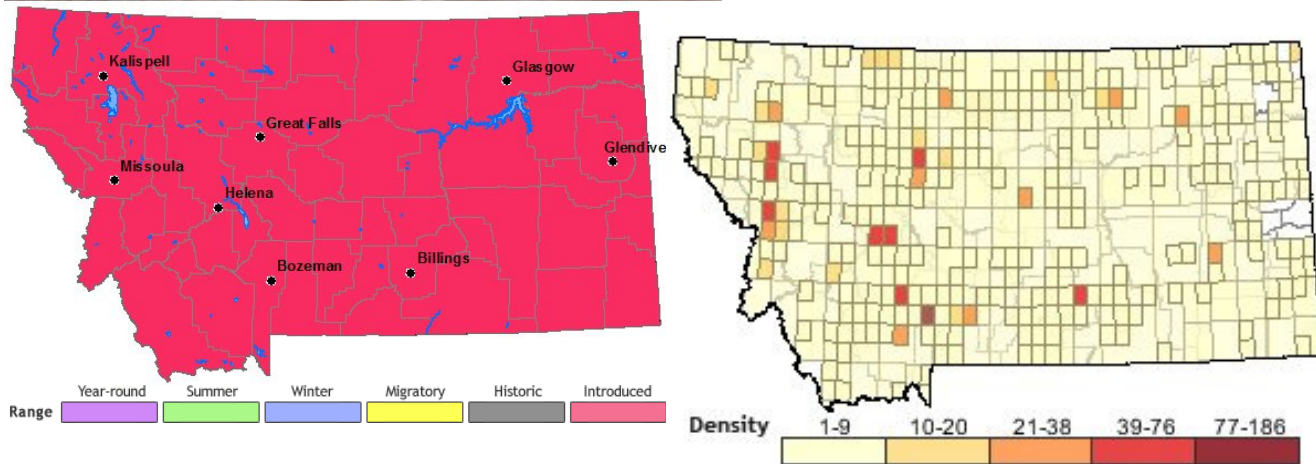 Kalispell
Glasgow
Great Falls
Glendive
Missoula
Helena
Bozeman
Billings
Year-round Summer Winter Migratory Historic Introduced
Range
Density 1-9 10-20 21-38 39-76 77-186